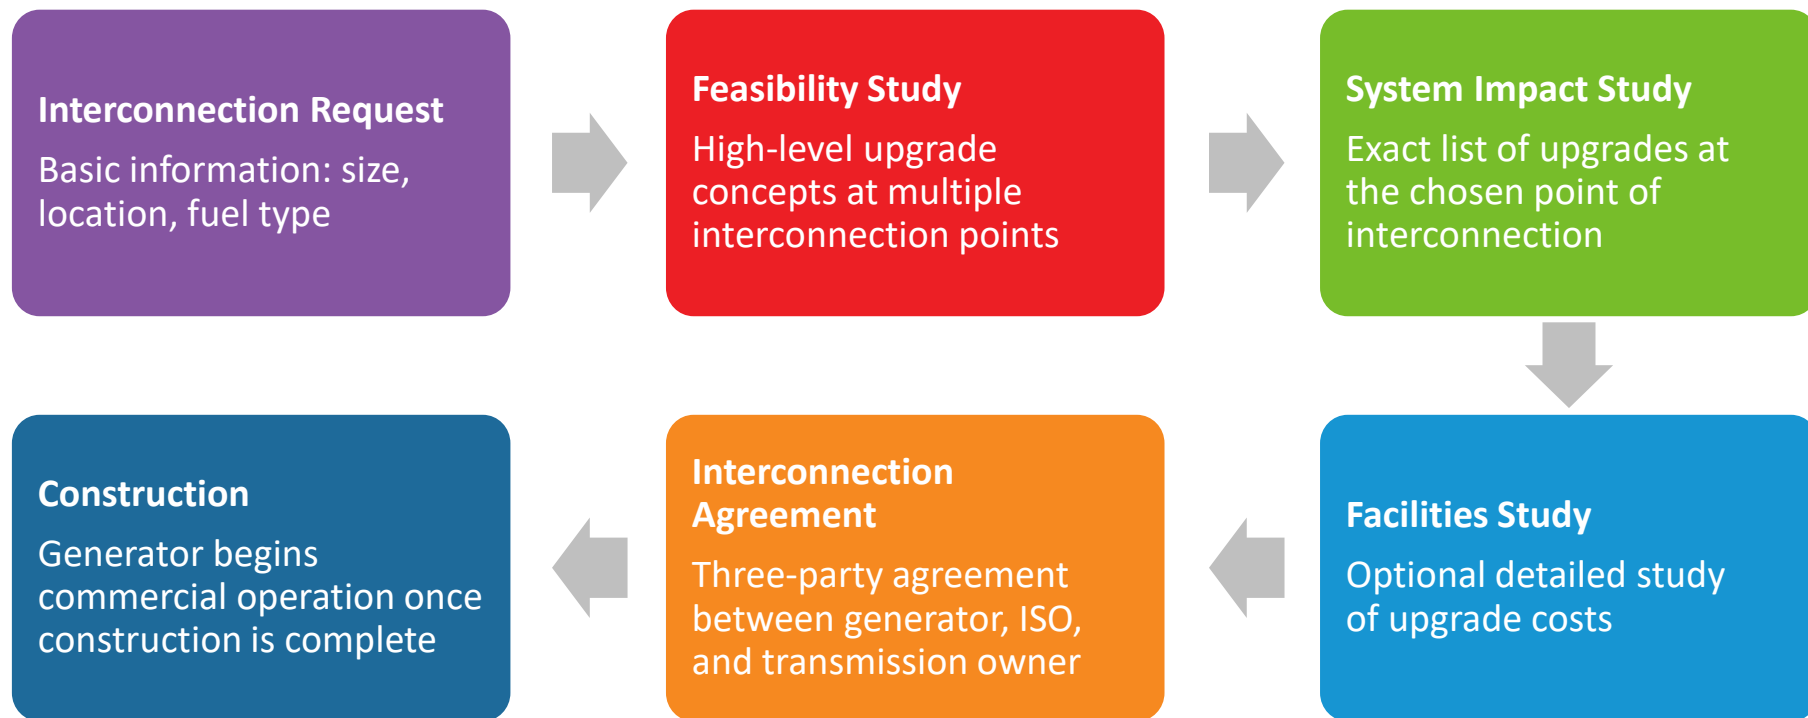 Interconnection Request
Basic information: size,
location, fuel type
Feasibility Study
High-level upgrade
concepts at multiple
interconnection points
System Impact Study
Exact list of upgrades at
the chosen point of
interconnection
Facilities Study
Optional detailed study
of upgrade costs
Interconnection
Agreement
Three-party agreement
between generator, ISO,
and transmission owner
Construction
Generator begins
commercial operation once
construction is complete